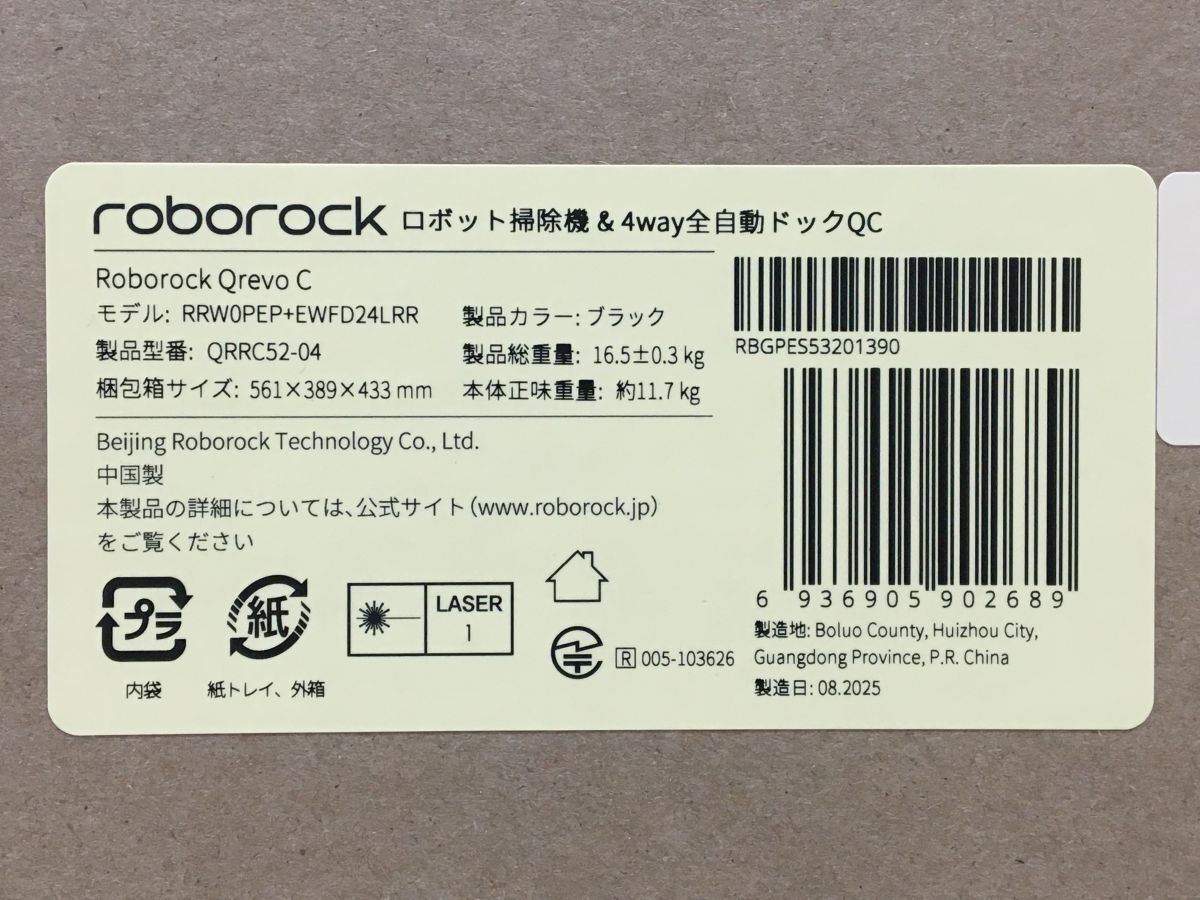 roborock ロボット掃除機 & 4way全自動ドックQC
Roborock Qrevo C
モデル: RRW0PEP+EWFD24LRR 製品カラー: ブラック
製品型番: QRRC52-04 製品総重量: 16.5±0.3 kg
梱包箱サイズ: 561×389×433 mm 本体正味重量: 約11.7 kg
RBGPES53201390
Beijing Roborock Technology Co., Ltd.
中国製
本製品の詳細については、公式サイト(www.roborock.jp)
をご覧ください
6 936905 902689
プラ
内袋
紙
紙トレイ、外箱
LASER
1
R 005-103626
製造地: Boluo County, Huizhou City,
Guangdong Province, P.R. China
製造日: 08.2025